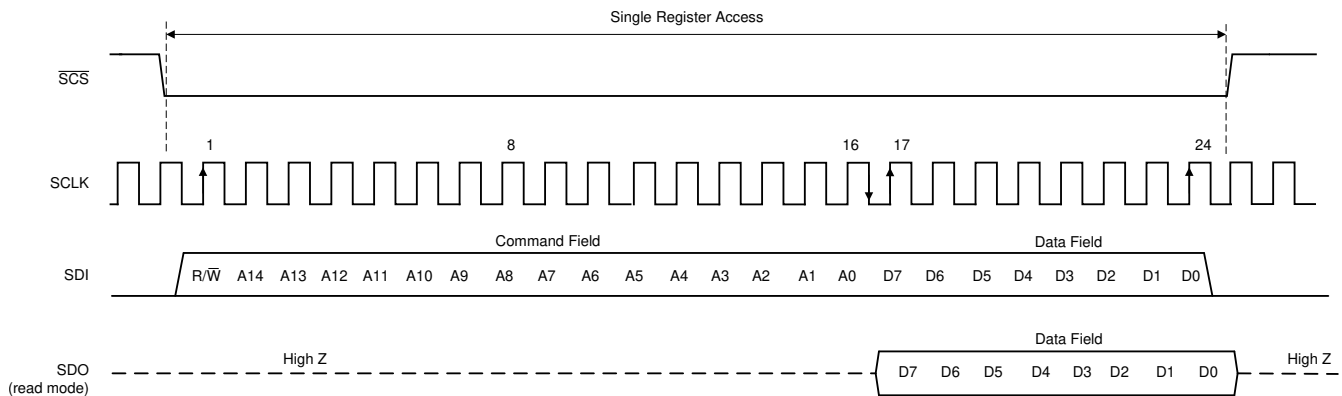 Single Register Access
S̅C̅S̅
1 8 16 17 24
SCLK
Command Field Data Field
SDI R/W̅ A14 A13 A12 A11 A10 A9 A8 A7 A6 A5 A4 A3 A2 A1 A0 D7 D6 D5 D4 D3 D2 D1 D0
Data Field
High Z High Z
SDO
(read mode)
D7 D6 D5 D4 D3 D2 D1 D0